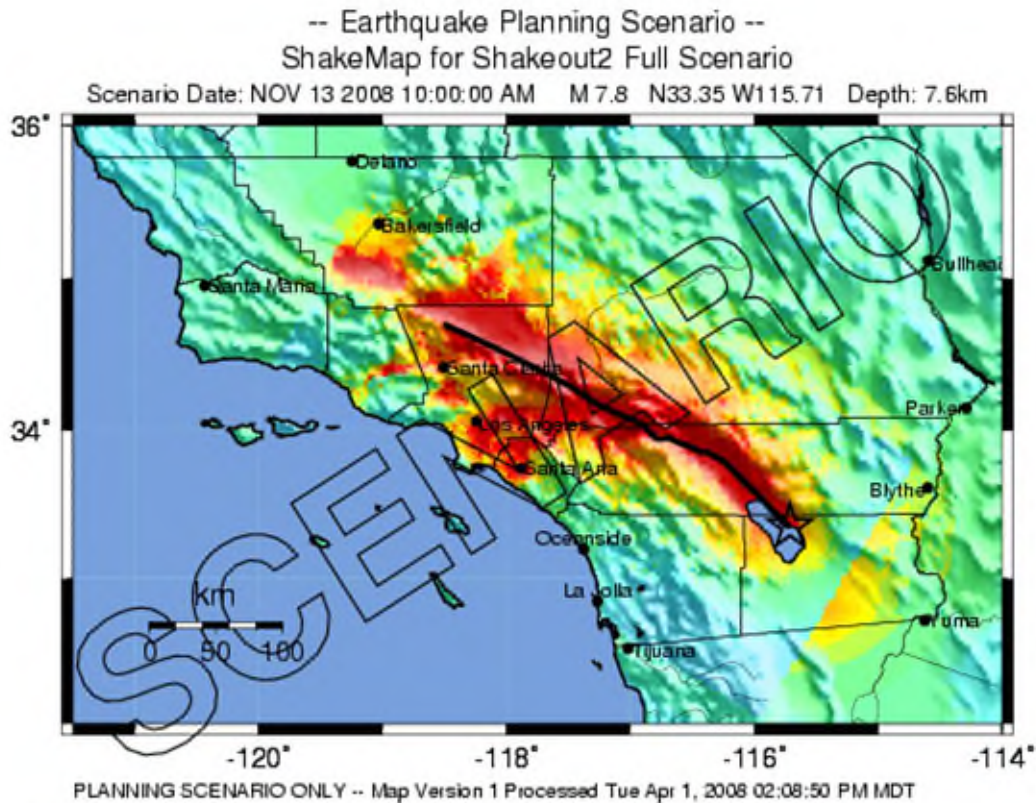 -- Earthquake Planning Scenario --
ShakeMap for Shakeout2 Full Scenario
Scenario Date: NOV 13 2008 10:00:00 AM M 7.8 N33.35 W115.71 Depth: 7.6km
36°
Delano
Bakersfield
Bullhead
Santa Maria
Santa Clarita
34°
Parker
Los Angeles
Santa Ana
Blythe
Oceanside
La Jolla
km
0 50 100
Yuma
Tijuana
SCENARIO
-120° -118° -116° -114°
PLANNING SCENARIO ONLY -- Map Version 1 Processed Tue Apr 1, 2008 02:08:50 PM MDT